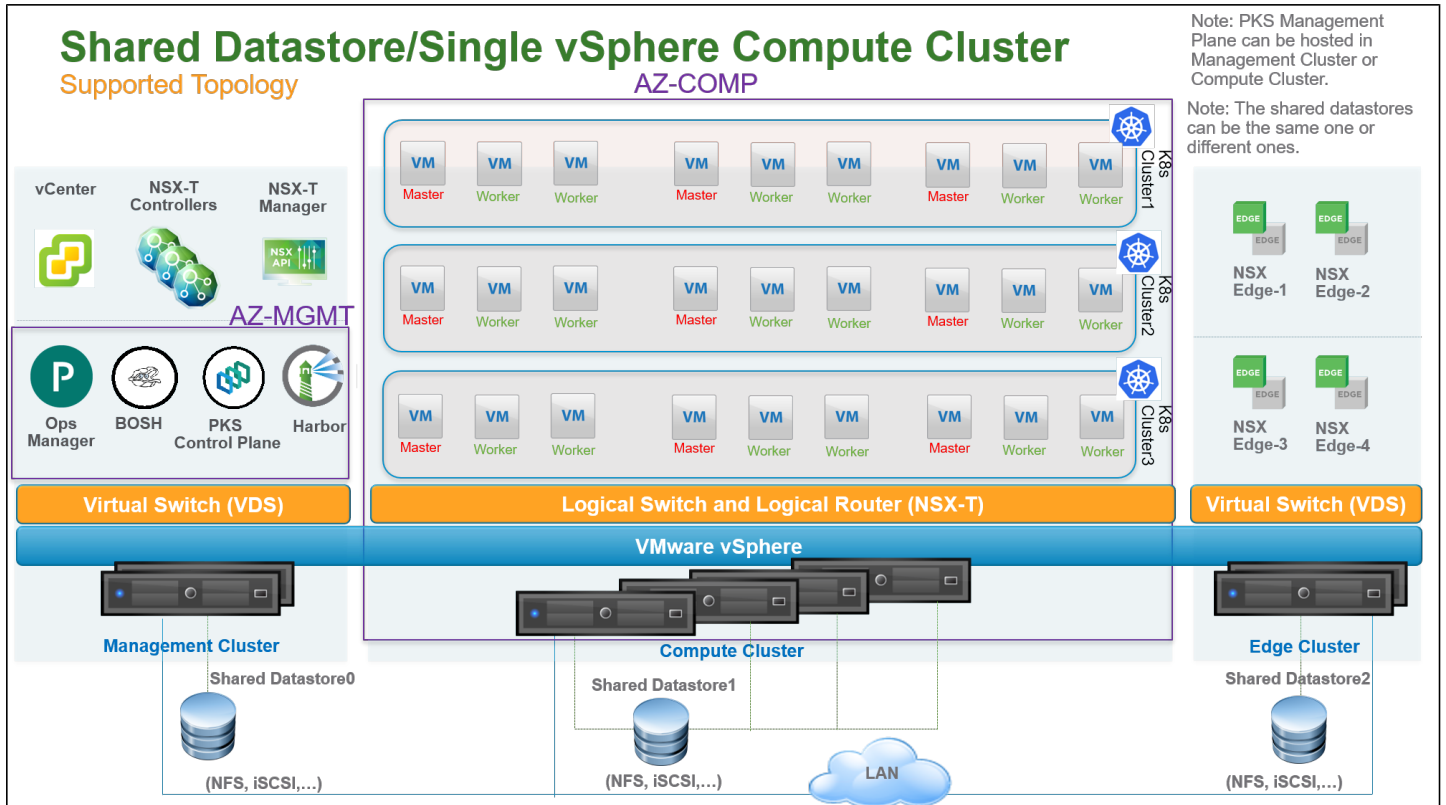 Shared Datastore/Single vSphere Compute Cluster
Supported Topology
AZ-COMP
Note: PKS Management
Plane can be hosted in
Management Cluster or
Compute Cluster.
Note: The shared datastores
can be the same one or
different ones.
vCenter
NSX-T
Controllers
NSX-T
Manager
NSX
API
AZ-MGMT
P
Ops
Manager
BOSH
PKS
Control Plane
Harbor
VM VM VM VM VM VM VM VM VM
Master Worker Worker Master Worker Worker Master Worker Worker
K8s
Cluster1
VM VM VM VM VM VM VM VM VM
Master Worker Worker Master Worker Worker Master Worker Worker
K8s
Cluster2
VM VM VM VM VM VM VM VM VM
Master Worker Worker Master Worker Worker Master Worker Worker
K8s
Cluster3
EDGE EDGE
EDGE EDGE
NSX
Edge-1
NSX
Edge-2
EDGE EDGE
EDGE EDGE
NSX
Edge-3
NSX
Edge-4
Virtual Switch (VDS)
Logical Switch and Logical Router (NSX-T)
Virtual Switch (VDS)
VMware vSphere
Management Cluster
Compute Cluster
Edge Cluster
Shared Datastore0
Shared Datastore1
Shared Datastore2
(NFS, iSCSI,...)
(NFS, iSCSI,...)
LAN
(NFS, iSCSI,...)